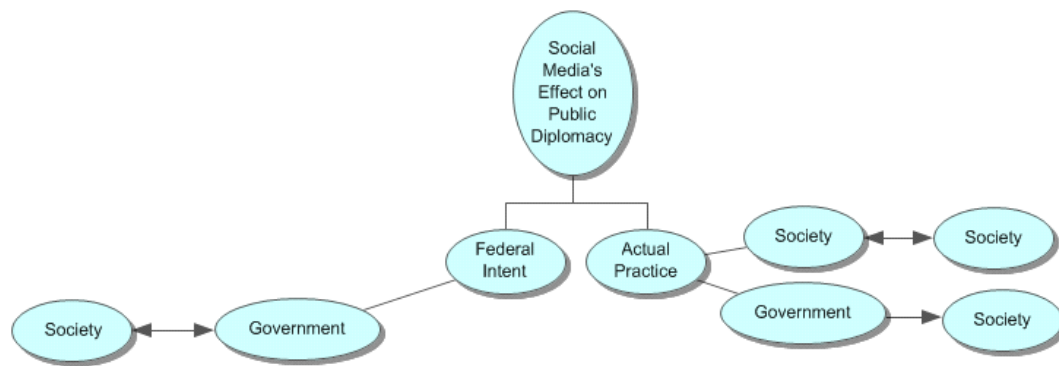 Social
Media's
Effect on
Public
Diplomacy
Federal
Intent
Actual
Practice
Society
Society
Government
Society
Society
Government